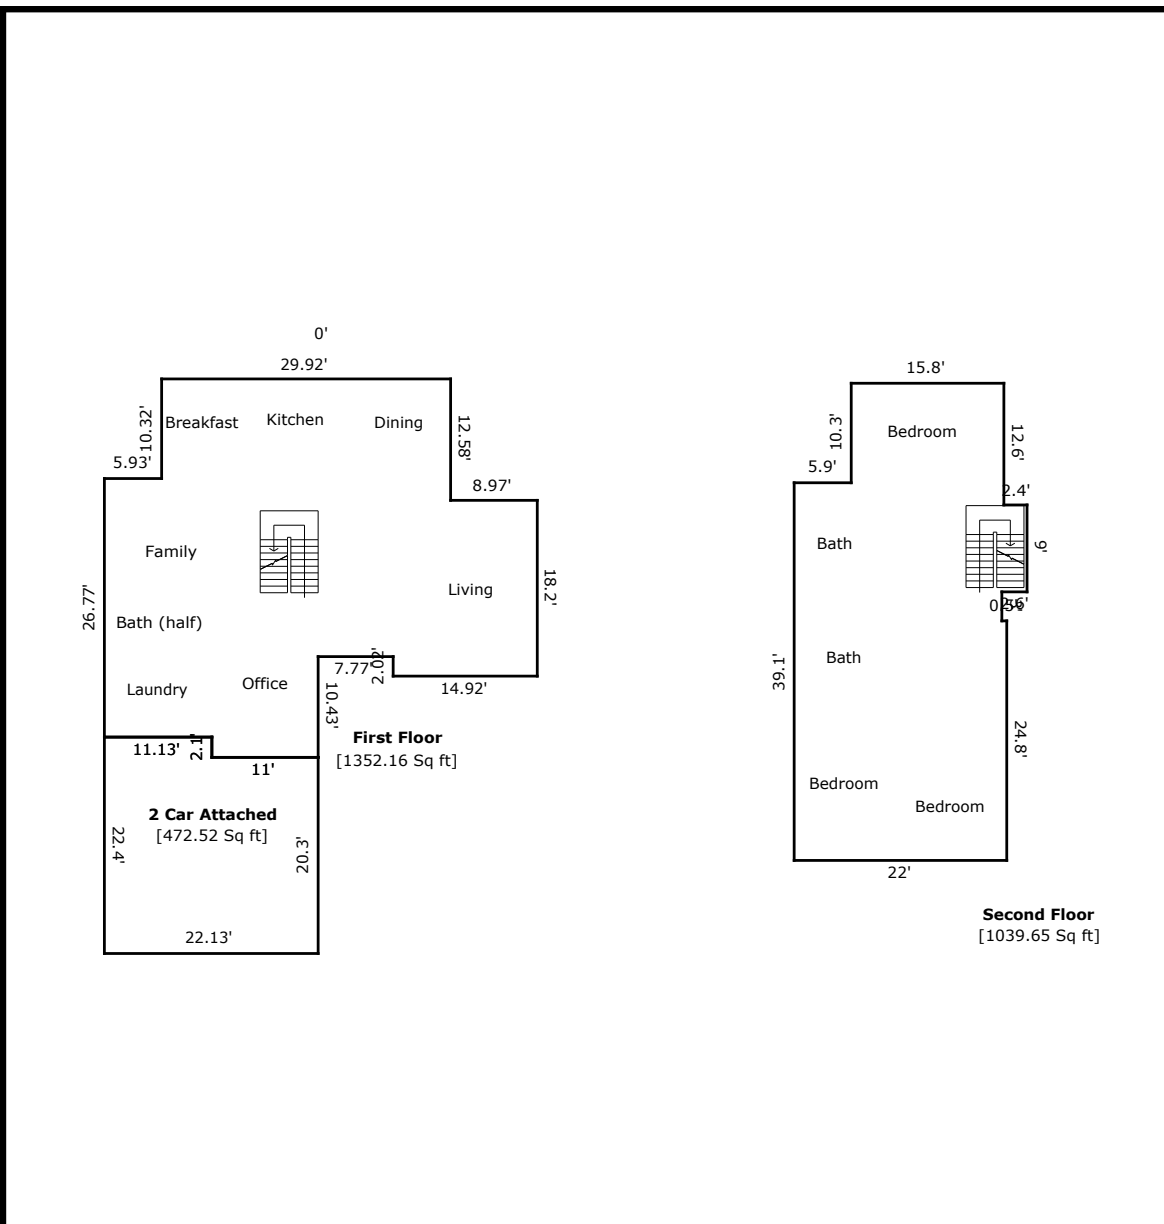 0'
29.92'
10.32'
Breakfast
Kitchen
Dining
12.58'
5.93'
8.97'
Family
26.77'
Bath (half)
Living
18.2'
Laundry
Office
7.77'
2.02'
14.92'
10.43'
11.13'
2.1'
11'
First Floor
[1352.16 Sq ft]
2 Car Attached
[472.52 Sq ft]
22.4'
20.3'
22.13'
15.8'
10.3'
Bedroom
12.6'
5.9'
2.4'
Bath
9'
2.6'
Bath
39.1'
24.8'
Bedroom
Bedroom
22'
Second Floor
[1039.65 Sq ft]